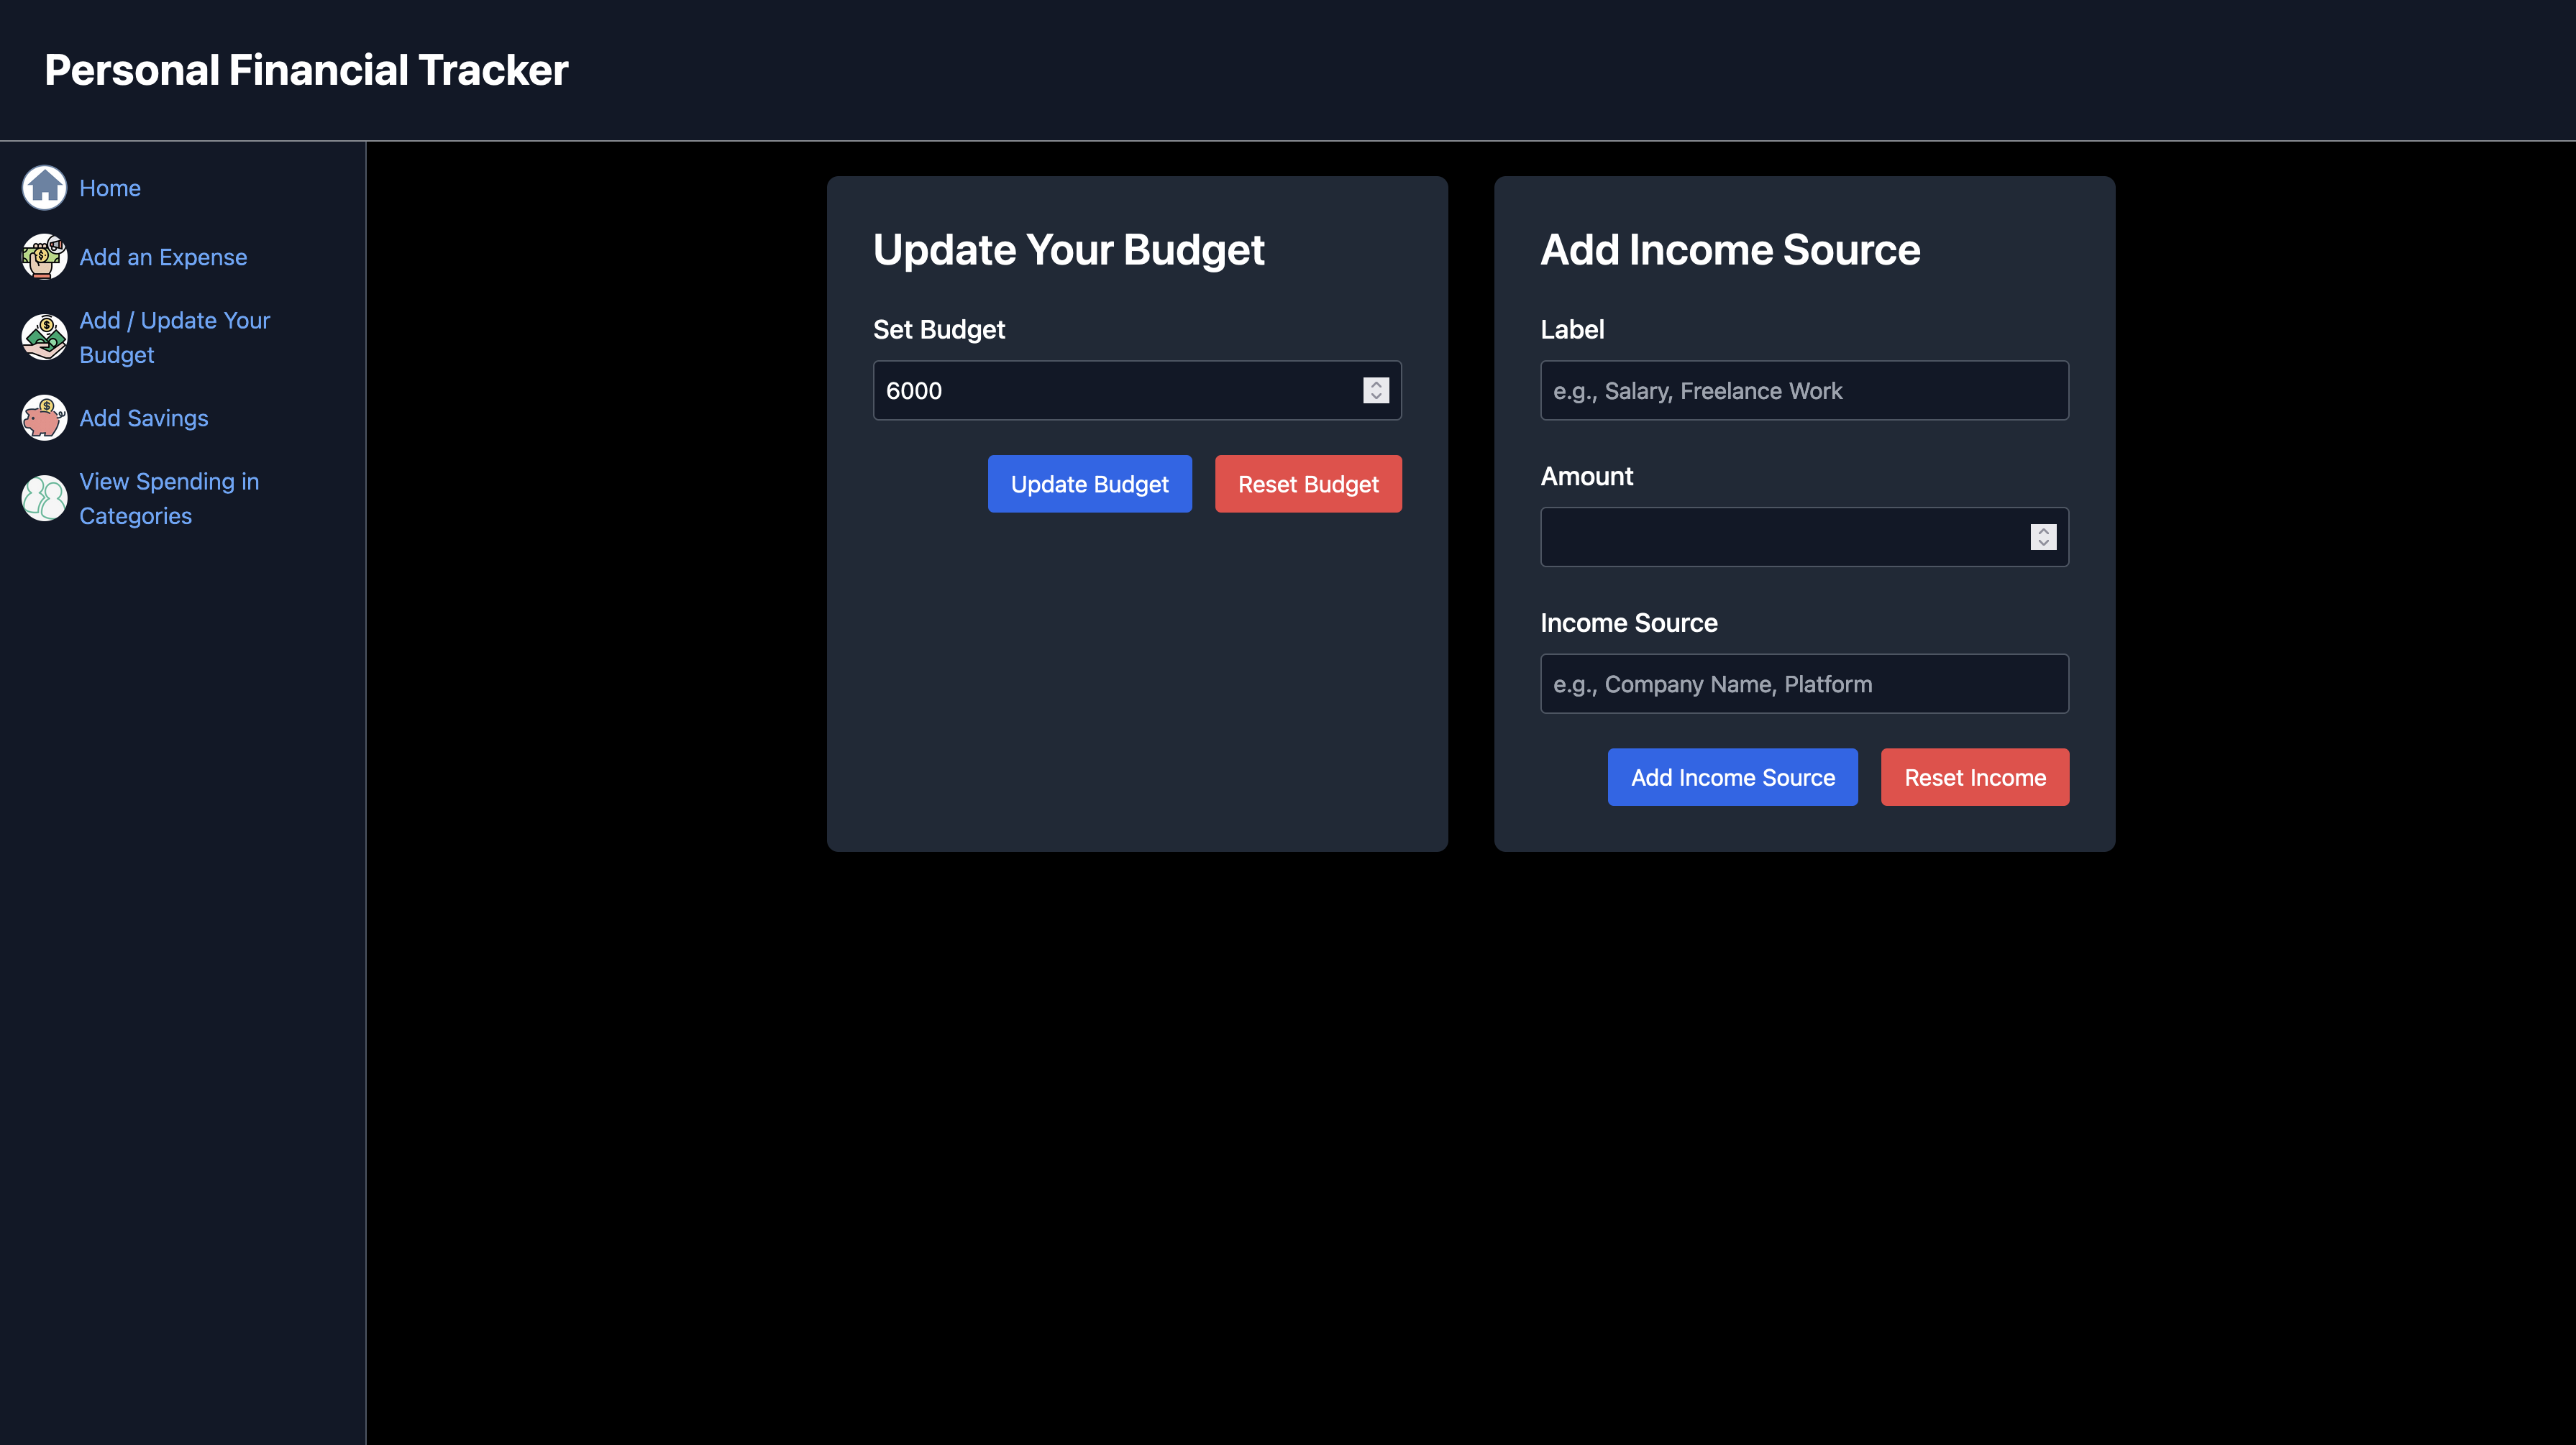 Personal Financial Tracker
Home
Add an Expense
Add / Update Your
Budget
Add Savings
View Spending in
Categories
Update Your Budget
Set Budget
6000
Update Budget
Reset Budget
Add Income Source
Label
e.g., Salary, Freelance Work
Amount
Income Source
e.g., Company Name, Platform
Add Income Source
Reset Income